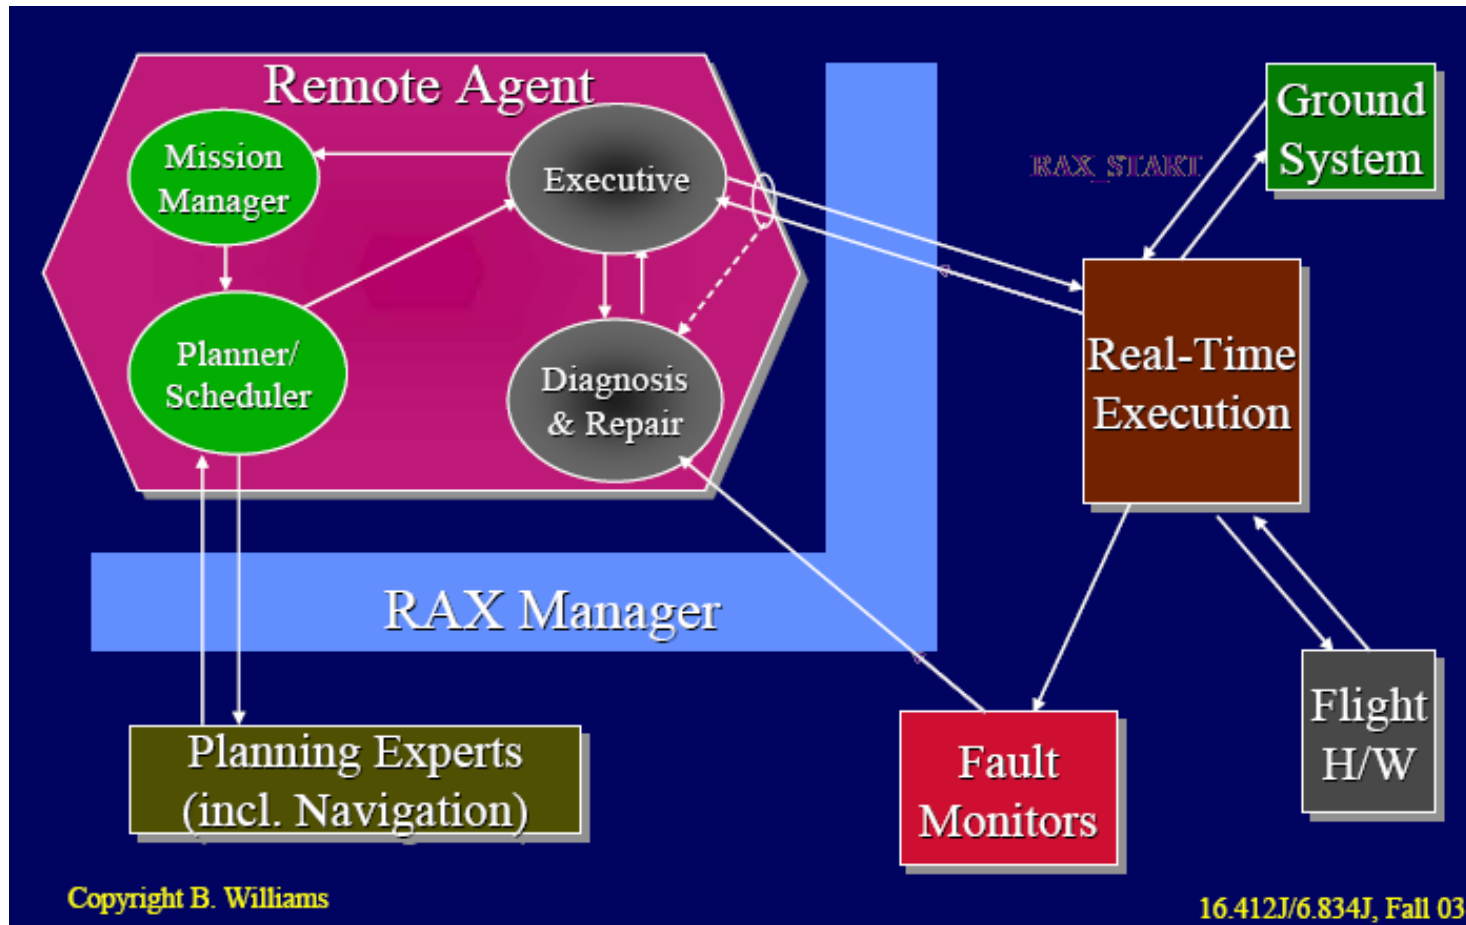 Remote Agent
Mission
Manager
Executive
Planner/
Scheduler
Diagnosis
& Repair
RAX_START
Ground
System
Real-Time
Execution
RAX Manager
Planning Experts
(incl. Navigation)
Fault
Monitors
Flight
H/W
Copyright B. Williams
16.412J/6.834J, Fall 03